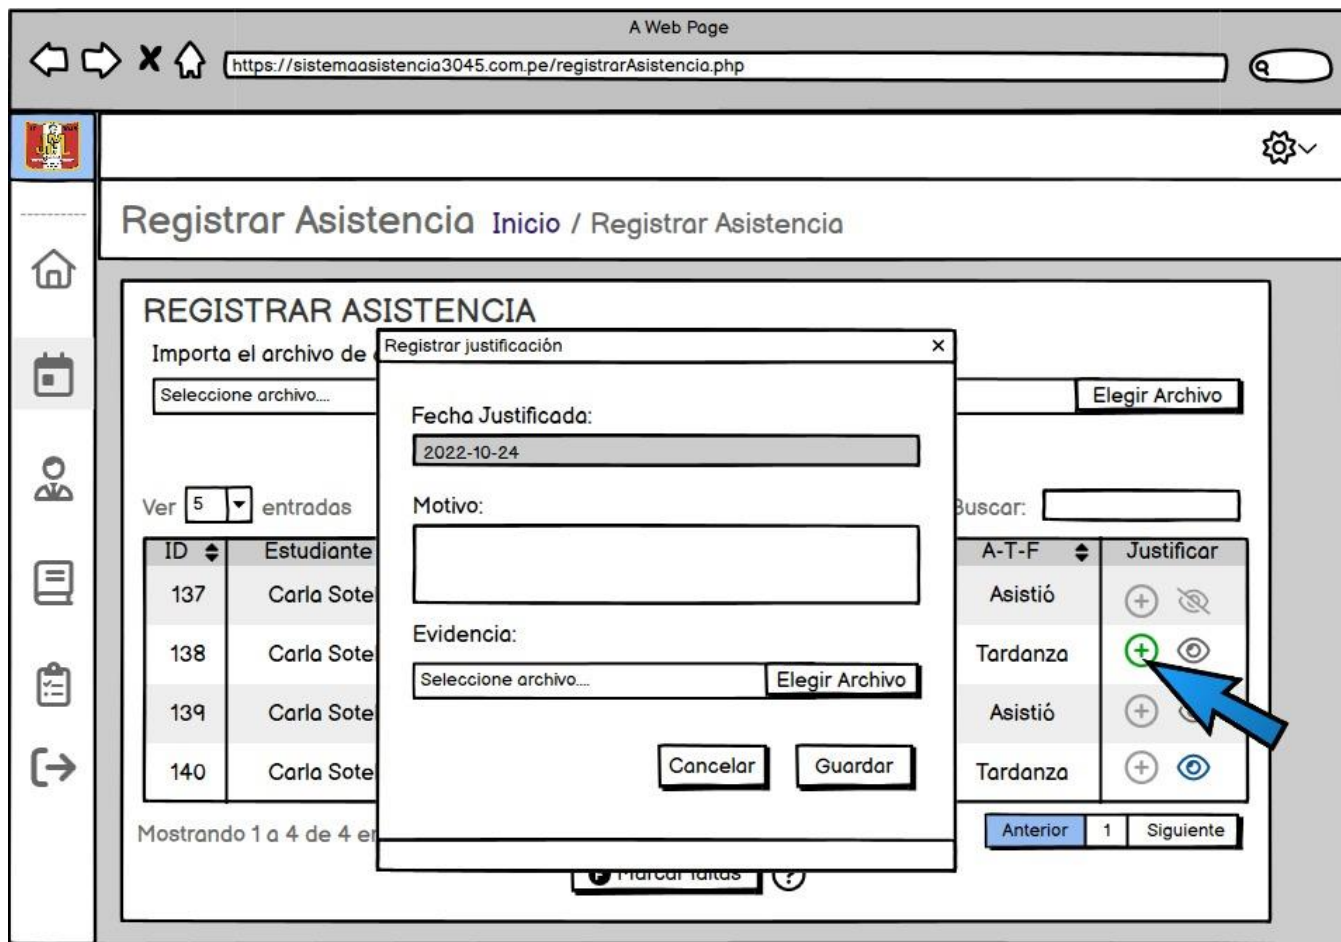 A Web Page
https://sistemaasistencia3045.com.pe/registrarAsistencia.php
Registrar Asistencia Inicio / Registrar Asistencia
REGISTRAR ASISTENCIA
Importa el archivo de
Registrar justificación
Seleccione archivo.... Elegir Archivo
Fecha Justificada:
2022-10-24
Ver 5 entradas Buscar:
Motivo:
ID Estudiante A-T-F Justificar
137 Carla Sotel Asistió
138 Carla Sote Tardanza
139 Carla Sote Asistió
140 Carla Sote Tardanza
Evidencia:
Seleccione archivo.... Elegir Archivo
Cancelar Guardar
Mostrando 1 a 4 de 4 Anterior 1 Siguiente
Marcar faltas ?